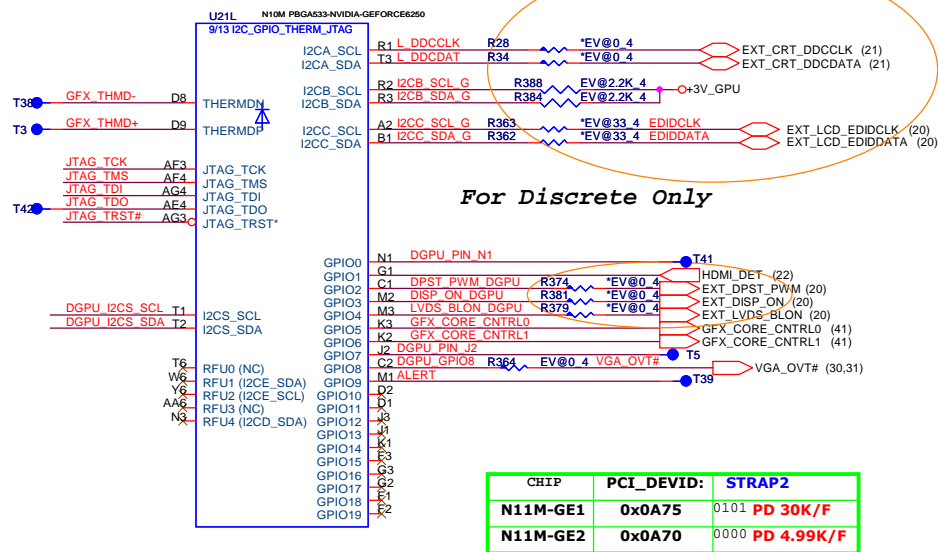 U21L N10M PBGA533-NVIDIA-GEFORCE6250
9/13 I2C_GPIO_THERM_JTAG
I2CA_SCL R1 L_DDCCLK R28 *EV@0_4 EXT_CRT_DDCCLK (21)
I2CA_SDA T3 L_DDCDAT R34 *EV@0_4 EXT_CRT_DDCDATA (21)
I2CB_SCL R2 I2CB_SCL_G R388 EV@2.2K_4 +3V_GPU
I2CB_SDA R3 I2CB_SDA_G R384 EV@2.2K_4
T38 GFX_THMD- D8 THERMDN
T3 GFX_THMD+ D9 THERMDP
I2CC_SCL A2 I2CC_SCL_G R363 *EV@33_4 EDIDCLK EXT_LCD_EDIDCLK (20)
I2CC_SDA B1 I2CC_SDA_G R362 *EV@33_4 EDIDDATA EXT_LCD_EDIDDATA (20)
JTAG_TCK AF3 JTAG_TCK
JTAG_TMS AF4 JTAG_TMS
JTAG_TDI AG4 JTAG_TDI
T42 JTAG_TDO AE4 JTAG_TDO
JTAG_TRST# AG3 JTAG_TRST*
For Discrete Only
GPIO0 N1 DGPU_PIN_N1 T41
GPIO1 G1 HDMI_DET (22)
GPIO2 C1 DPST_PWM_DGPU R374 *EV@0_4 EXT_DPST_PWM (20)
GPIO3 M2 DISP_ON_DGPU R381 *EV@0_4 EXT_DISP_ON (20)
GPIO4 M3 LVDS_BLON_DGPU R379 *EV@0_4 EXT_LVDS_BLON (20)
GPIO5 K3 GFX_CORE_CNTRL0 GFX_CORE_CNTRL0 (41)
GPIO6 K2 GFX_CORE_CNTRL1 GFX_CORE_CNTRL1 (41)
GPIO7 J2 DGPU_PIN_J2 T5
GPIO8 C2 DGPU_GPIO8 R364 EV@0_4 VGA_OVT# VGA_OVT# (30,31)
GPIO9 M1 ALERT T39
DGPU_I2CS_SCL T1 I2CS_SCL
DGPU_I2CS_SDA T2 I2CS_SDA
T6 RFU0 (NC)
W6 RFU1 (I2CE_SDA)
Y6 RFU2 (I2CE_SCL)
AA6 RFU3 (NC)
N3 RFU4 (I2CD_SDA)
GPIO10 D2
GPIO11 D1
GPIO12 J3
GPIO13 J1
GPIO14 K1
GPIO15 F3
GPIO16 G3
GPIO17 G2
GPIO18 F1
GPIO19 F2
CHIP PCI_DEVID: STRAP2
N11M-GE1 0x0A75 0101 PD 30K/F
N11M-GE2 0x0A70 0000 PD 4.99K/F